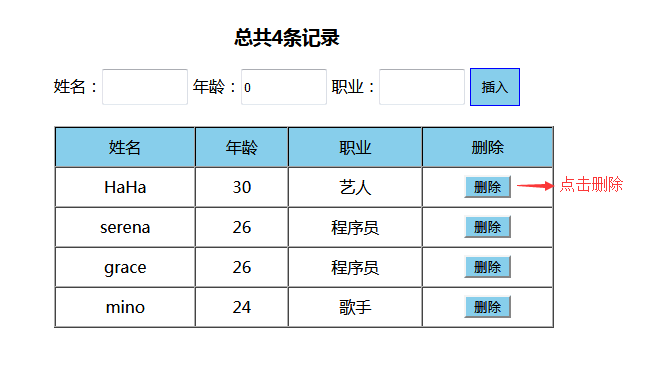 总共4条记录
姓名： 年龄：0 职业： 插入
姓名 年龄 职业 删除
HaHa 30 艺人 删除 点击删除
serena 26 程序员 删除
grace 26 程序员 删除
mino 24 歌手 删除